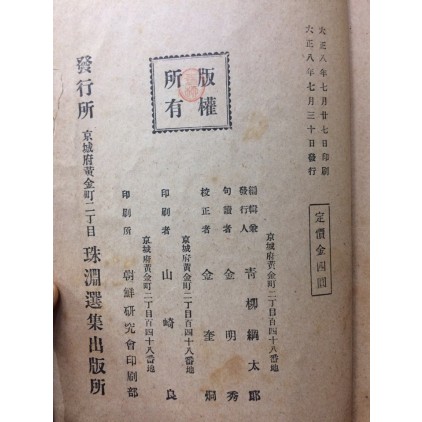 大正八年七月廿七日印刷
大正八年七月三十日發行
定價金四圓
京城府黃金町二丁目百四十八番地
編輯兼發行人 青柳綱太郎
句讀者 金明秀
校正者 金奎炯
京城府黃金町二丁目百四十八番地
印刷者 山崎良
京城府黃金町二丁目百四十八番地
印刷所 朝鮮研究會印刷部
版權所有
發行所 京城府黃金町二丁目 珠淵選集出版所